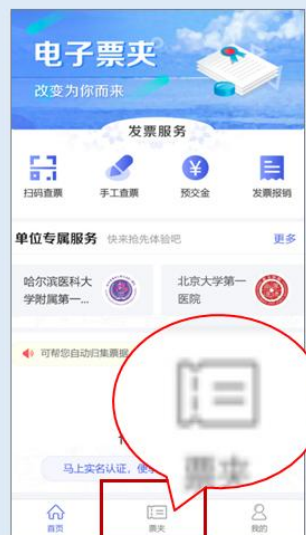 电子票夹
改变为你而来
发票服务
扫码查票 手工查票 预交金 发票报销
单位专属服务 快来抢先体验吧 更多
哈尔滨医科大
学附属第一...
北京大学第一
医院
可帮您自动归集票据
票夹
马上实名认证，便
首页 票夹 我的